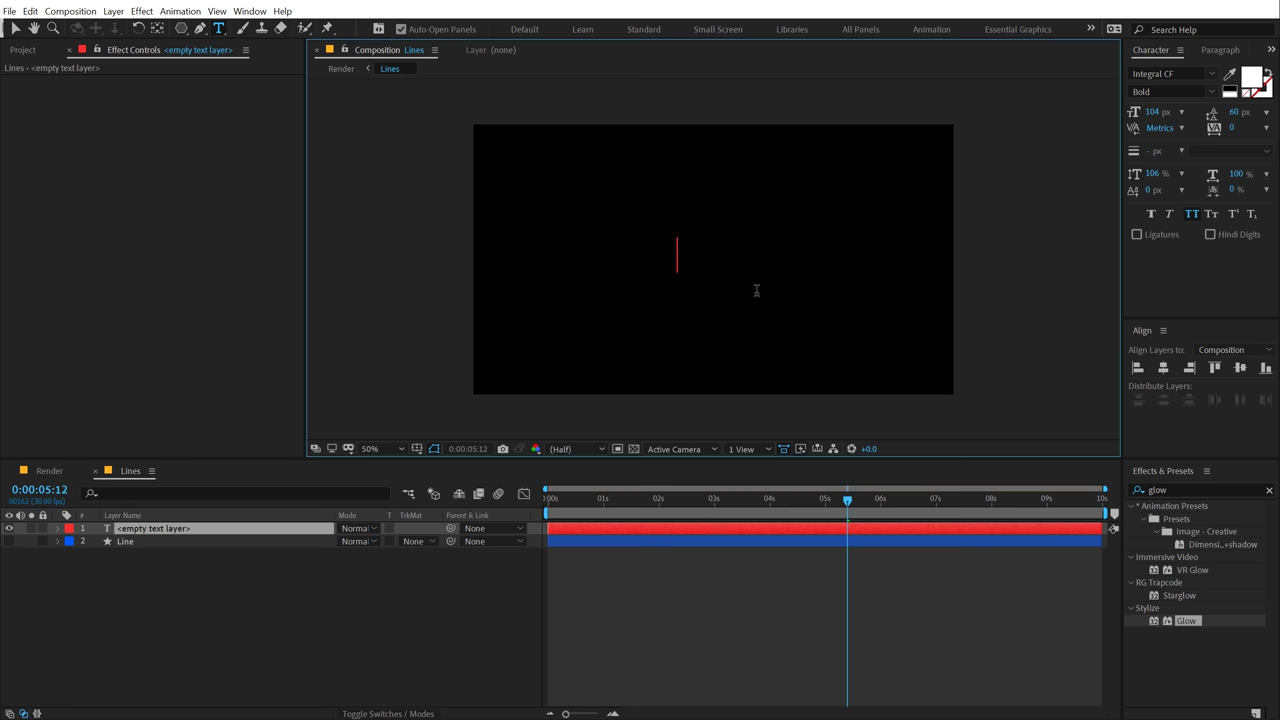 File Edit Composition Layer Effect Animation View Window Help
Auto-Open Panels Default Learn Standard Small Screen Libraries All Panels Animation Essential Graphics Search Help
Project Effect Controls <empty text layer> Composition Lines Layer (none) Character Paragraph
Lines • <empty text layer> Render Lines
Integral CF
Bold
104 px 60 px
Metrics 0
- px
106 % 100 %
0 px 0 %
Ligatures Hindi Digits
Align
Align Layers to: Composition
Distribute Layers:
50% 0:00:05:12 (Half) Active Camera 1 View +0.0
Render Lines Effects & Presets
0:00:05:12 glow
00162 (30.00 fps) :00s 01s 02s 03s 04s 05s 06s 07s 08s 09s 10s
# Layer Name Mode T TrkMat Parent & Link
1 <empty text layer> Normal None
2 Line Normal None None
* Animation Presets
Presets
Image - Creative
Dimensi...+shadow
Immersive Video
VR Glow
RG Trapcode
Starglow
Stylize
Glow
Toggle Switches / Modes